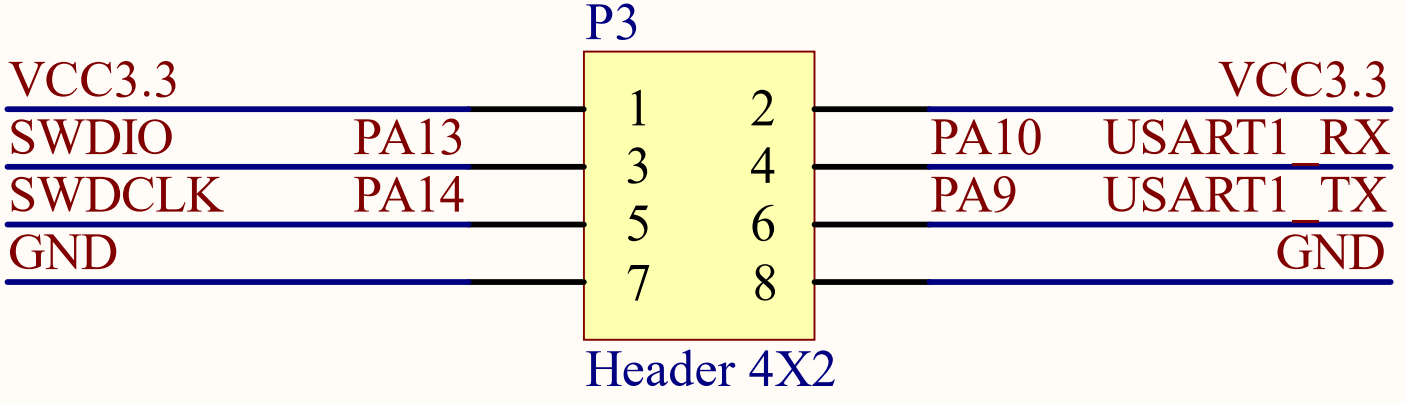 P3
VCC3.3 1 2 VCC3.3
SWDIO PA13 3 4 PA10 USART1_RX
SWDCLK PA14 5 6 PA9 USART1_TX
GND 7 8 GND
Header 4X2